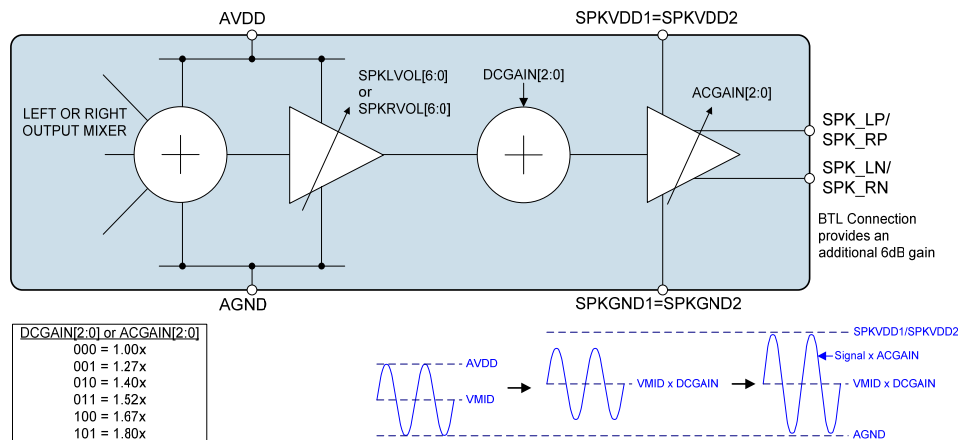 AVDD
SPKVDD1=SPKVDD2
SPKLVOL[6:0]
or
SPKRVOL[6:0]
DCGAIN[2:0]
ACGAIN[2:0]
LEFT OR RIGHT
OUTPUT MIXER
SPK_LP/
SPK_RP
SPK_LN/
SPK_RN
BTL Connection
provides an
additional 6dB gain
AGND
SPKGND1=SPKGND2
DCGAIN[2:0] or ACGAIN[2:0]
000 = 1.00x
001 = 1.27x
010 = 1.40x
011 = 1.52x
100 = 1.67x
101 = 1.80x
AVDD
VMID
VMID x DCGAIN
SPKVDD1/SPKVDD2
Signal x ACGAIN
VMID x DCGAIN
AGND